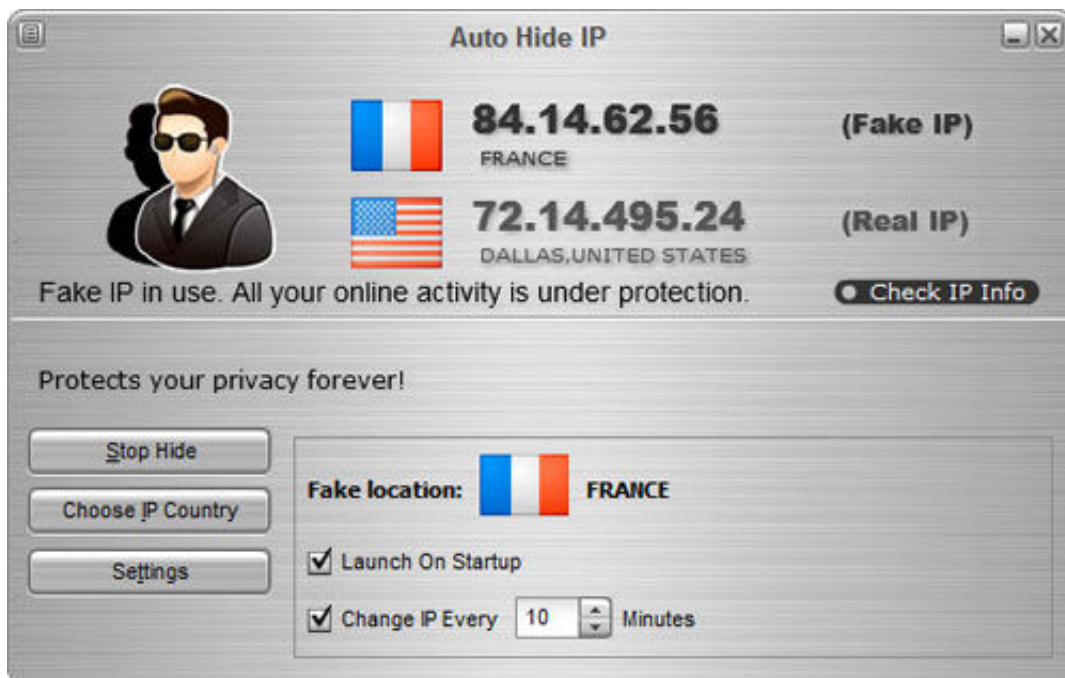 Auto Hide IP
84.14.62.56 (Fake IP)
FRANCE
72.14.495.24 (Real IP)
DALLAS,UNITED STATES
Fake IP in use. All your online activity is under protection. Check IP Info
Protects your privacy forever!
Stop Hide
Choose IP Country
Settings
Fake location: FRANCE
Launch On Startup
Change IP Every 10 Minutes